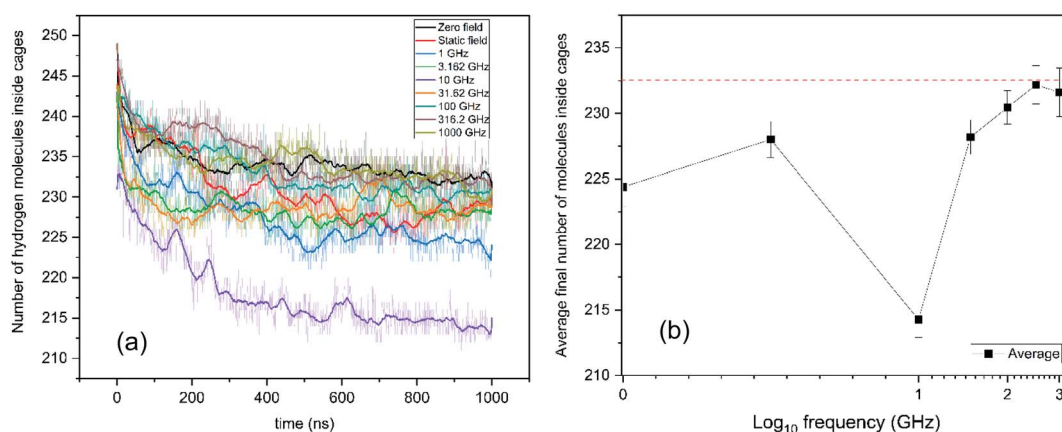 Number of hydrogen molecules inside cages
250
245
240
235
230
225
220
215
210
0
200
400
600
800
1000
time (ns)
Zero field
Static field
1 GHz
3.162 GHz
10 GHz
31.62 GHz
100 GHz
316.2 GHz
1000 GHz
(a)
Average final number of molecules inside cages
235
230
225
220
215
210
0
1
2
3
Log10 frequency (GHz)
(b)
Average